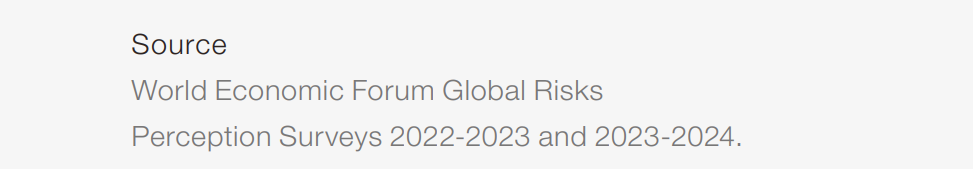 Source
World Economic Forum Global Risks
Perception Surveys 2022-2023 and 2023-2024.